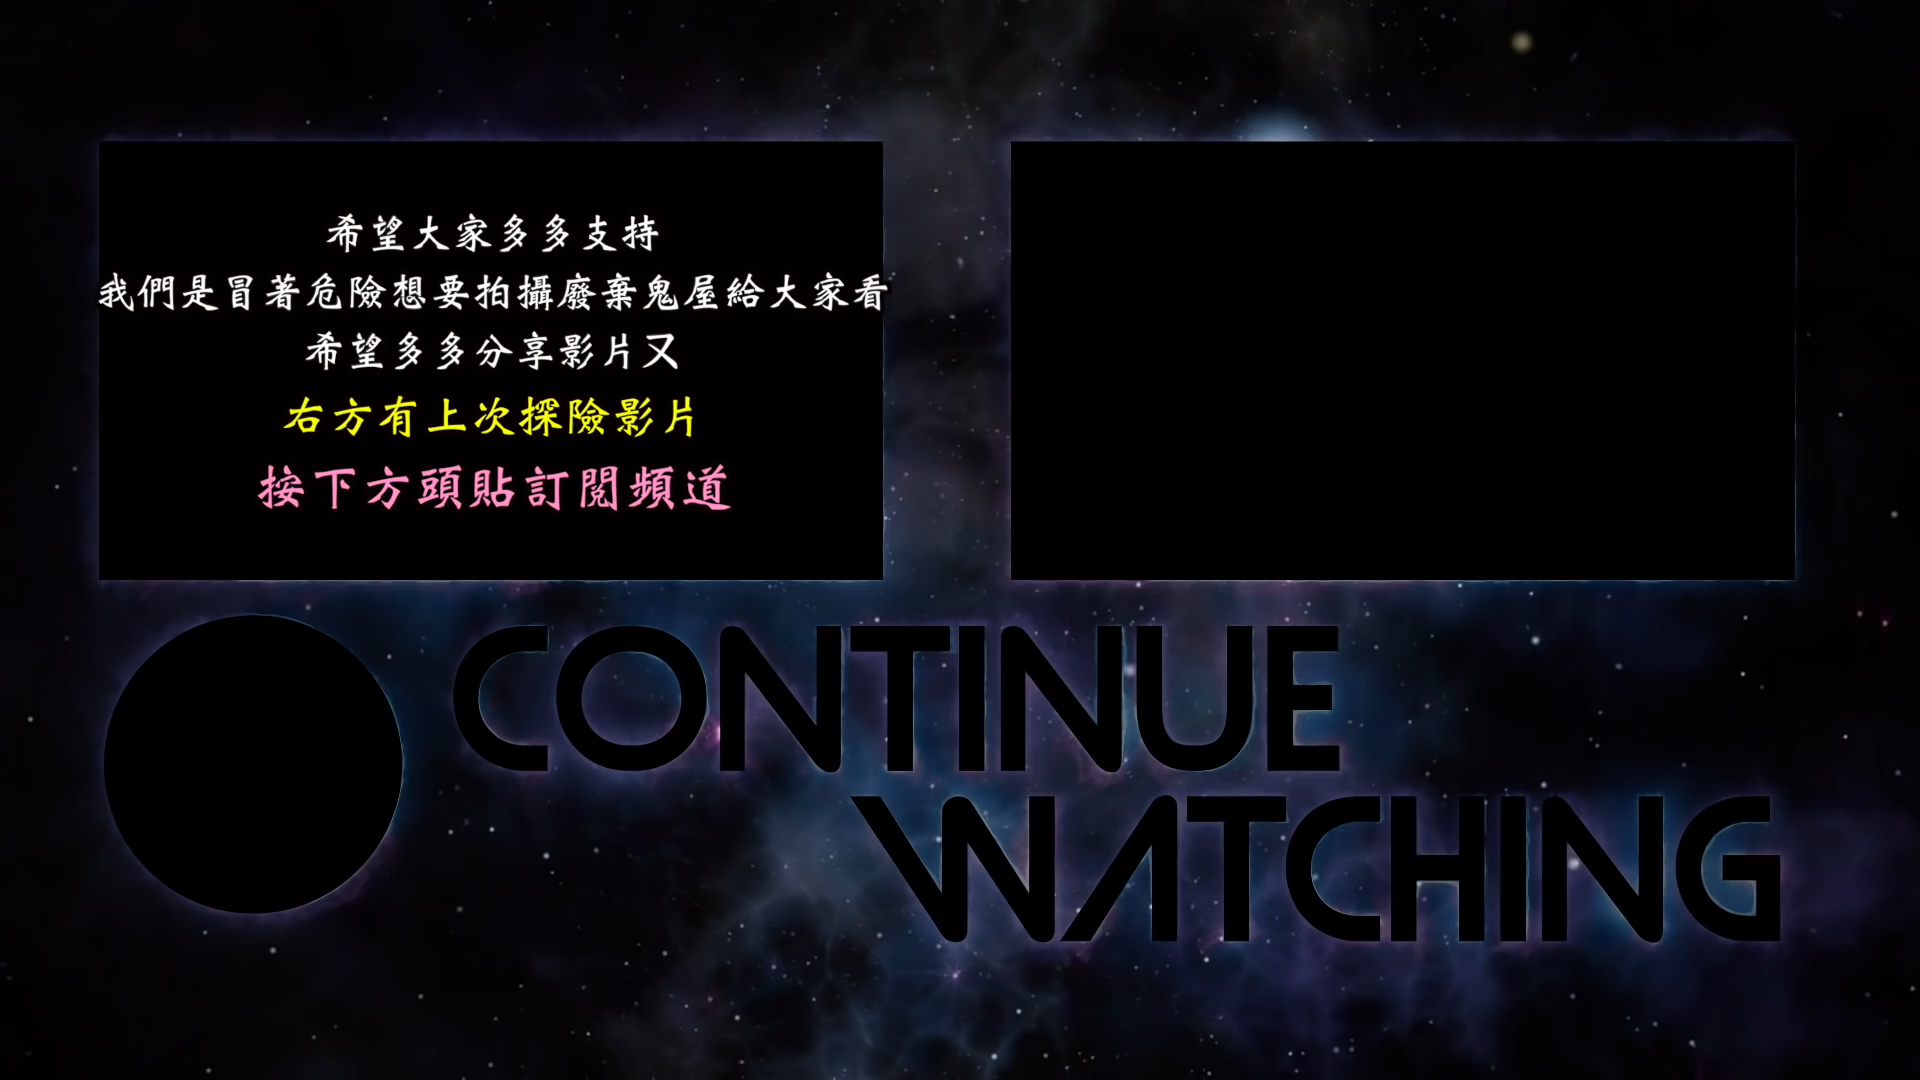 希望大家多多支持
我們是冒著危險想要拍攝廢棄鬼屋給大家看
希望多多分享影片又
右方有上次探險影片
按下方頭貼訂閱頻道
CONTINUE
WATCHING